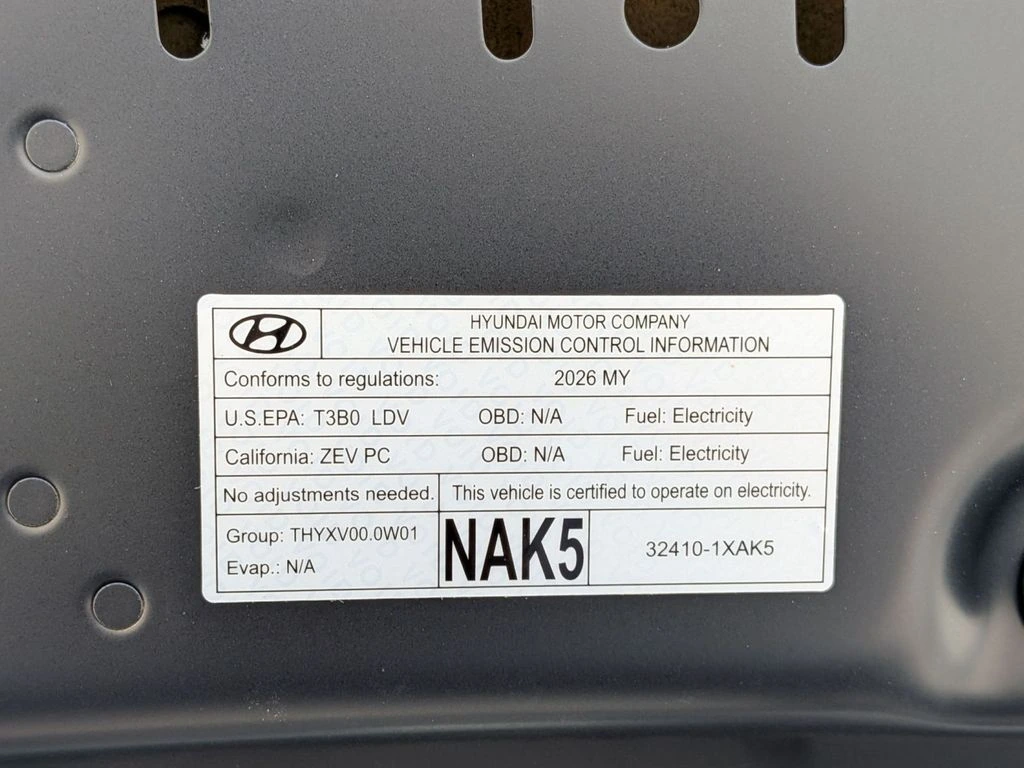 HYUNDAI MOTOR COMPANY
VEHICLE EMISSION CONTROL INFORMATION
Conforms to regulations: 2026 MY
U.S.EPA: T3B0 LDV OBD: N/A Fuel: Electricity
California: ZEV PC OBD: N/A Fuel: Electricity
No adjustments needed. This vehicle is certified to operate on electricity.
Group: THYXV00.0W01
Evap.: N/A
NAK5
32410-1XAK5